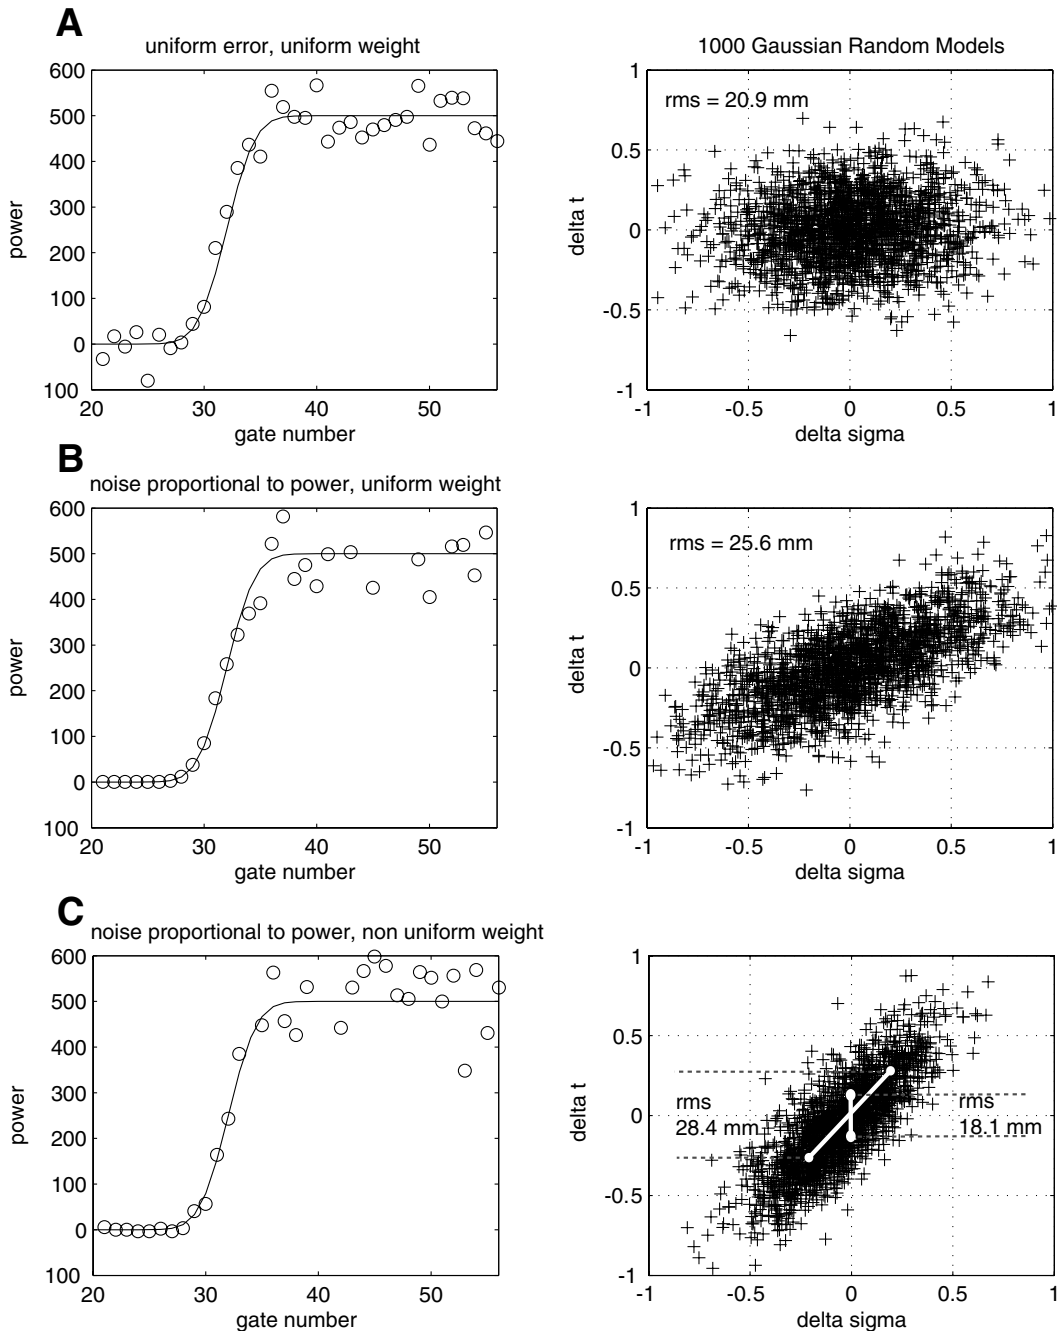 A
uniform error, uniform weight
600
500
400
300
200
100
0
100
power
20
30
40
50
gate number
1000 Gaussian Random Models
rms = 20.9 mm
1
0.5
0
-0.5
-1
delta t
-1
-0.5
0
0.5
1
delta sigma
B
noise proportional to power, uniform weight
600
500
400
300
200
100
0
100
power
20
30
40
50
gate number
rms = 25.6 mm
1
0.5
0
-0.5
-1
delta t
-1
-0.5
0
0.5
1
delta sigma
C
noise proportional to power, non uniform weight
600
500
400
300
200
100
0
100
power
20
30
40
50
gate number
1
0.5
0
-0.5
-1
delta t
rms
28.4 mm
rms
18.1 mm
-1
-0.5
0
0.5
1
delta sigma